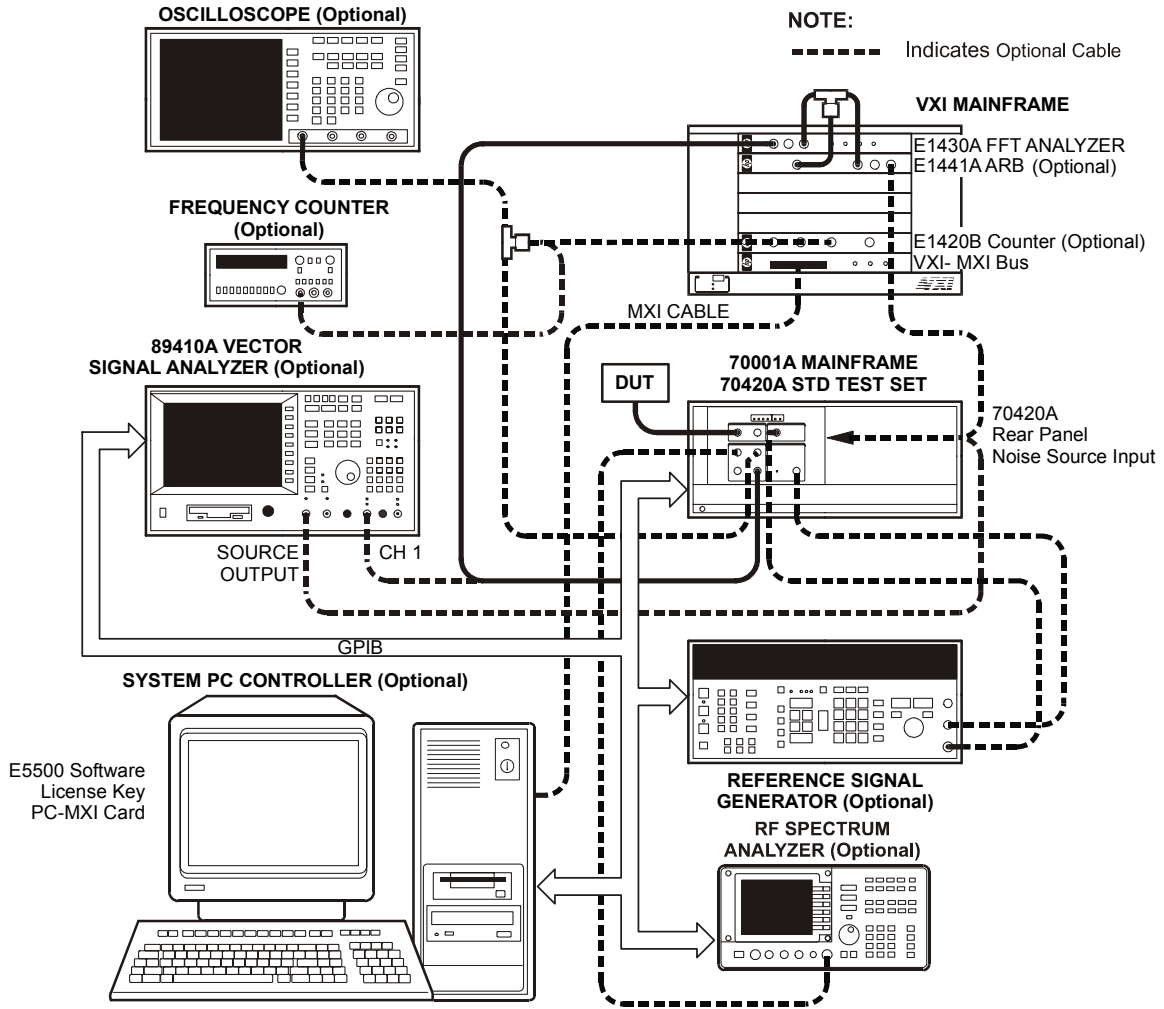 OSCILLOSCOPE (Optional)
NOTE:
Indicates Optional Cable
VXI MAINFRAME
E1430A FFT ANALYZER
E1441A ARB (Optional)
FREQUENCY COUNTER
(Optional)
E1420B Counter (Optional)
VXI- MXI Bus
VXI
MXI CABLE
89410A VECTOR
SIGNAL ANALYZER (Optional)
DUT
70001A MAINFRAME
70420A STD TEST SET
70420A
Rear Panel
Noise Source Input
SOURCE
OUTPUT
CH 1
GPIB
SYSTEM PC CONTROLLER (Optional)
E5500 Software
License Key
PC-MXI Card
REFERENCE SIGNAL
GENERATOR (Optional)
RF SPECTRUM
ANALYZER (Optional)